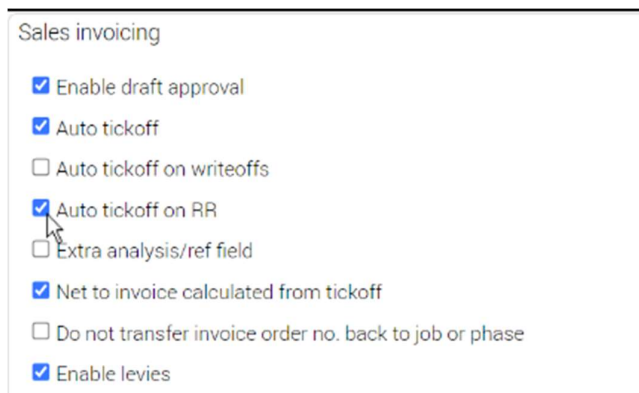 Sales invoicing
Enable draft approval
Auto tickoff
Auto tickoff on writeoffs
Auto tickoff on RR
Extra analysis/ref field
Net to invoice calculated from tickoff
Do not transfer invoice order no. back to job or phase
Enable levies